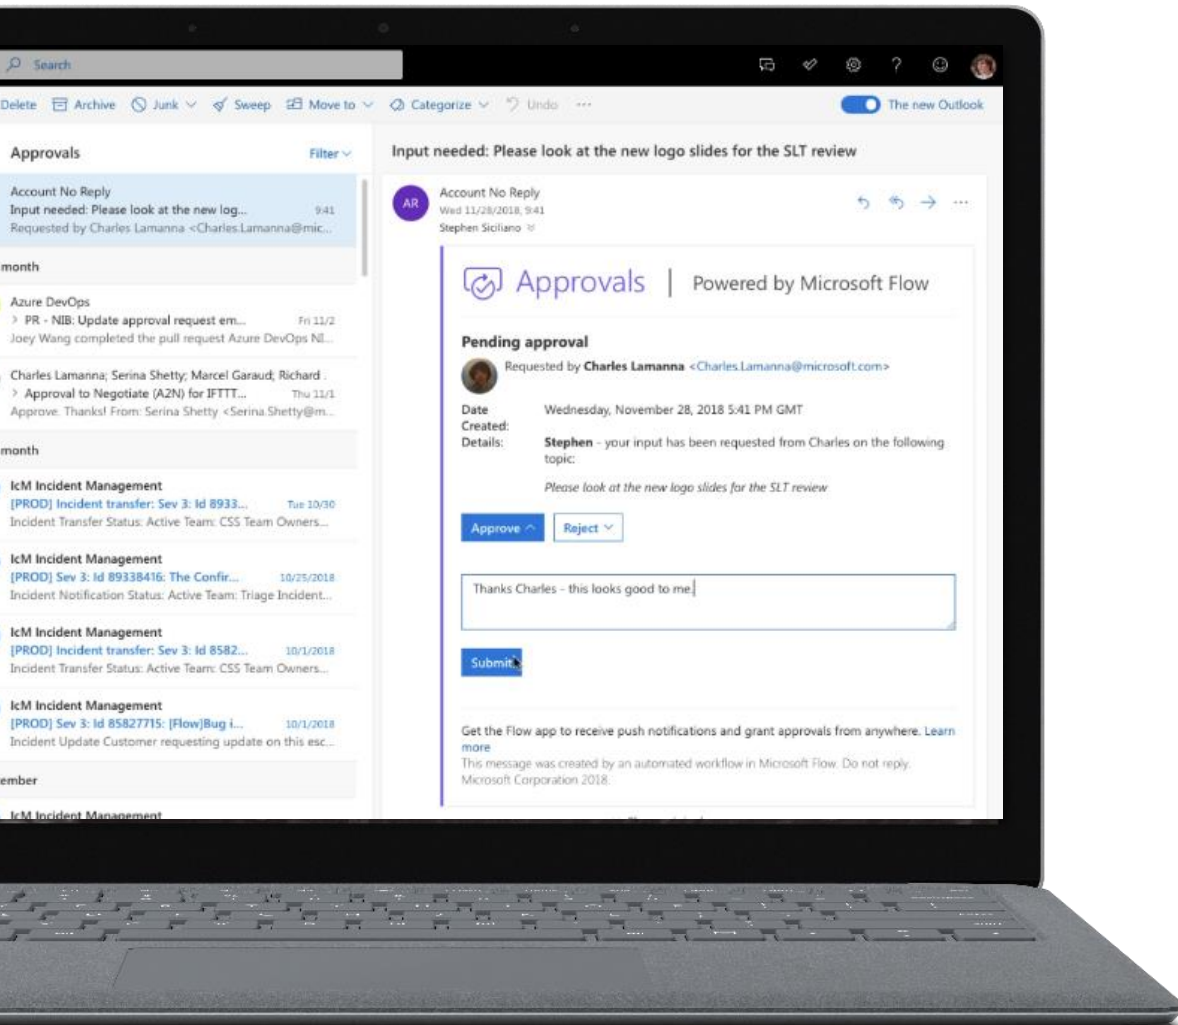 Search
Delete Archive Junk Sweep Move to Categorize Undo The new Outlook
Approvals Filter
Account No Reply
Input needed: Please look at the new log... 9:41
Requested by Charles Lamanna <Charles.Lamanna@mic...
month
Azure DevOps
> PR - NIB: Update approval request em... Fri 11/2
Joey Wang completed the pull request Azure DevOps NI...
Charles Lamanna; Serina Shetty; Marcel Garaud; Richard .
> Approval to Negotiate (A2N) for IFTTT... Thu 11/1
Approve. Thanks! From: Serina Shetty <Serina.Shetty@m...
month
IcM Incident Management
[PROD] Incident transfer: Sev 3: Id 8933... Tue 10/30
Incident Transfer Status: Active Team: CSS Team Owners...
IcM Incident Management
[PROD] Sev 3: Id 89338416: The Confir... 10/25/2018
Incident Notification Status: Active Team: Triage Incident...
IcM Incident Management
[PROD] Incident transfer: Sev 3: Id 8582... 10/1/2018
Incident Transfer Status: Active Team: CSS Team Owners...
IcM Incident Management
[PROD] Sev 3: Id 85827715: [Flow]Bug i... 10/1/2018
Incident Update Customer requesting update on this esc...
ember
IcM Incident Management
Input needed: Please look at the new logo slides for the SLT review
AR
Account No Reply
Wed 11/28/2018, 9:41
Stephen Siciliano
Approvals | Powered by Microsoft Flow
Pending approval
Requested by Charles Lamanna <Charles.Lamanna@microsoft.com>
Date Created: Wednesday, November 28, 2018 5:41 PM GMT
Details: Stephen - your input has been requested from Charles on the following
topic:
Please look at the new logo slides for the SLT review
Approve Reject
Thanks Charles - this looks good to me.
Submit
Get the Flow app to receive push notifications and grant approvals from anywhere. Learn
more
This message was created by an automated workflow in Microsoft Flow. Do not reply.
Microsoft Corporation 2018.